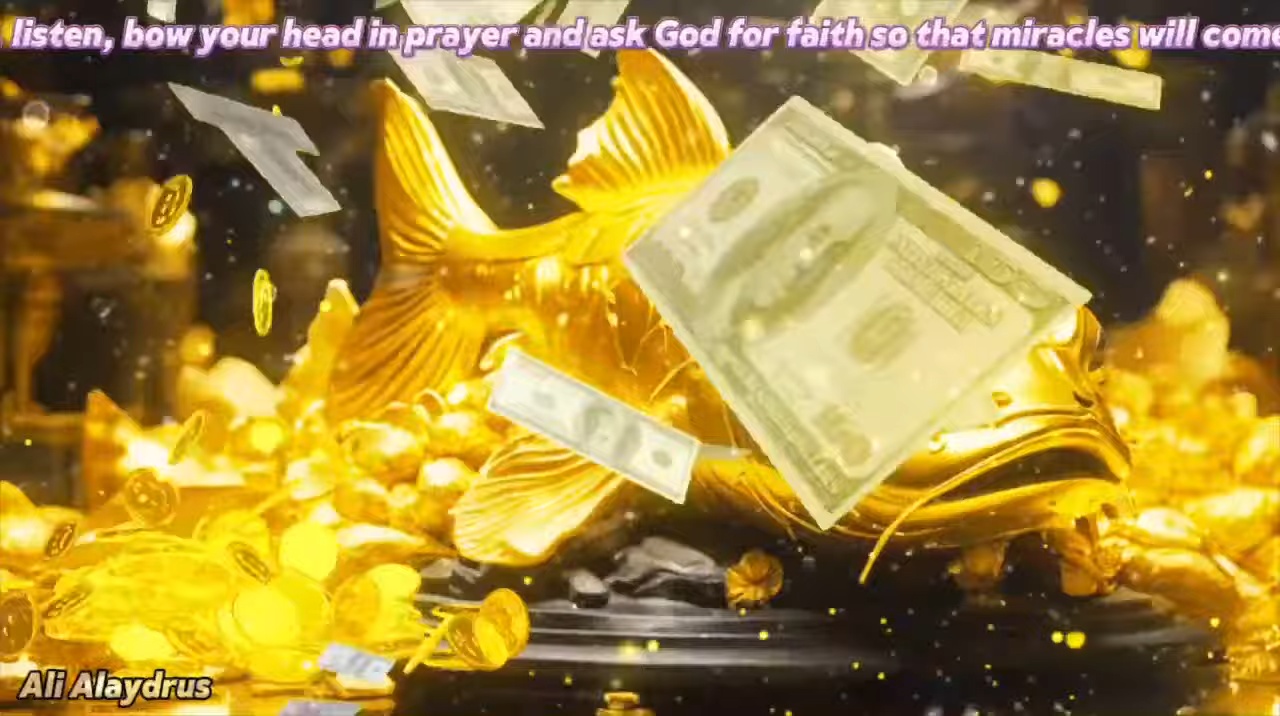 listen, bow your head in prayer and ask God for faith so that miracles will come
Ali Alaydrus